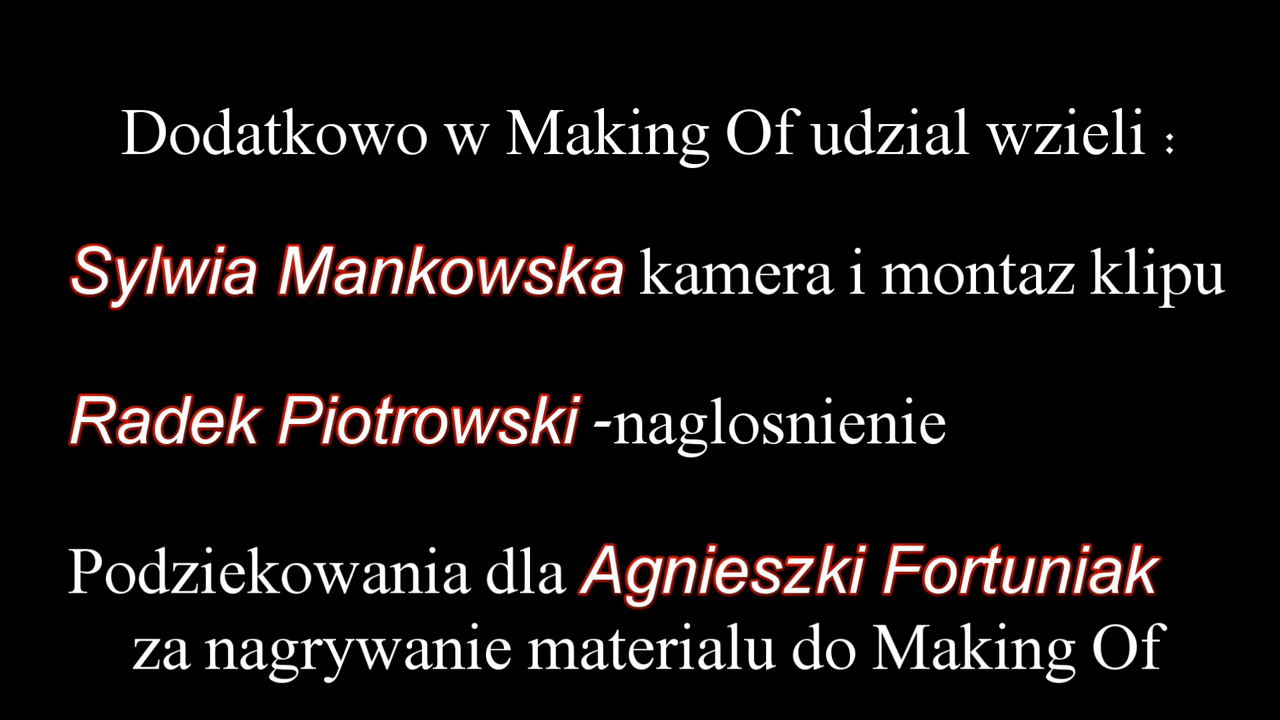 Dodatkowo w Making Of udzial wzieli :
Sylwia Mankowska kamera i montaz klipu
Radek Piotrowski -naglosnienie
Podziekowania dla Agnieszki Fortuniak
za nagrywanie materialu do Making Of